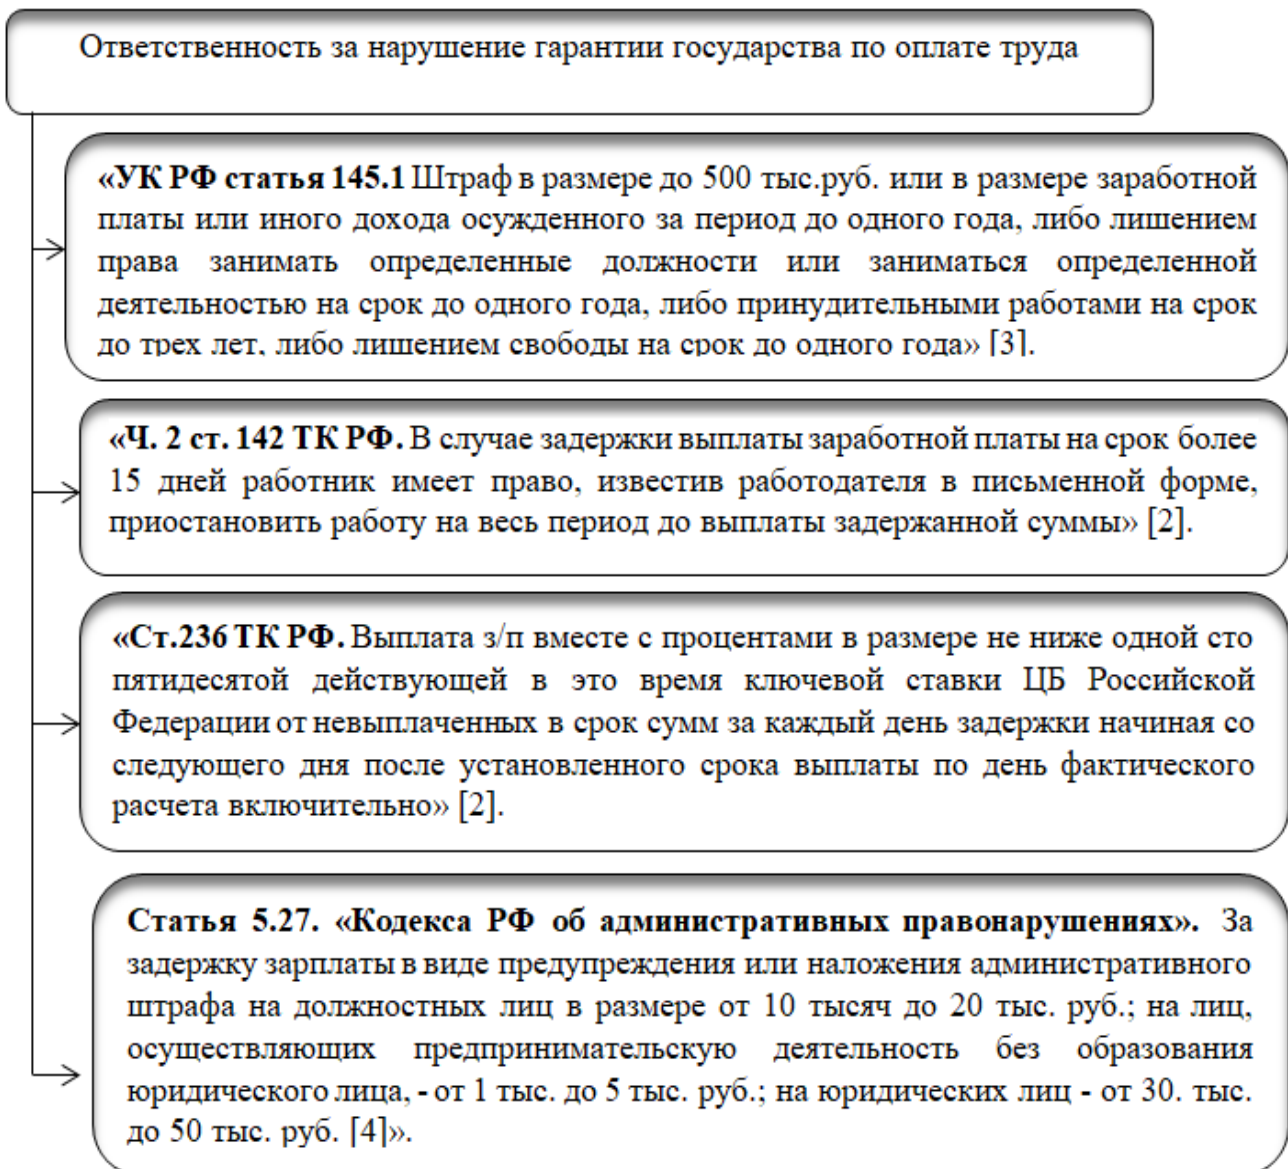 Ответственность за нарушение гарантии государства по оплате труда
«УК РФ статья 145.1 Штраф в размере до 500 тыс.руб. или в размере заработной
платы или иного дохода осужденного за период до одного года, либо лишением
права занимать определенные должности или заниматься определенной
деятельностью на срок до одного года, либо принудительными работами на срок
до трех лет, либо лишением свободы на срок до одного года» [3].
«Ч. 2 ст. 142 ТК РФ. В случае задержки выплаты заработной платы на срок более
15 дней работник имеет право, известив работодателя в письменной форме,
приостановить работу на весь период до выплаты задержанной суммы» [2].
«Ст.236 ТК РФ. Выплата з/п вместе с процентами в размере не ниже одной сто
пятидесятой действующей в это время ключевой ставки ЦБ Российской
Федерации от невыплаченных в срок сумм за каждый день задержки начиная со
следующего дня после установленного срока выплаты по день фактического
расчета включительно» [2].
Статья 5.27. «Кодекса РФ об административных правонарушениях». За
задержку зарплаты в виде предупреждения или наложения административного
штрафа на должностных лиц в размере от 10 тысяч до 20 тыс. руб.; на лиц,
осуществляющих предпринимательскую деятельность без образования
юридического лица, - от 1 тыс. до 5 тыс. руб.; на юридических лиц - от 30. тыс.
до 50 тыс. руб. [4]».